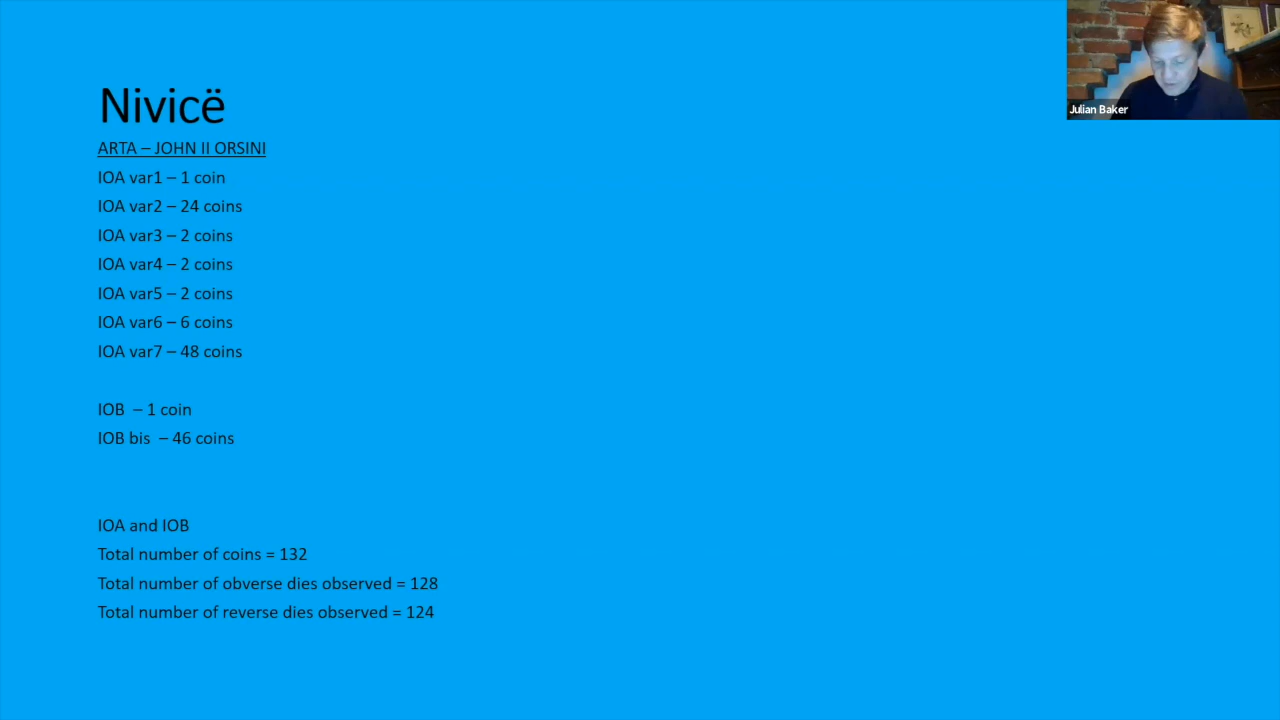 Nivicë
ARTA – JOHN II ORSINI
IOA var1 – 1 coin
IOA var2 – 24 coins
IOA var3 – 2 coins
IOA var4 – 2 coins
IOA var5 – 2 coins
IOA var6 – 6 coins
IOA var7 – 48 coins
IOB – 1 coin
IOB bis – 46 coins
IOA and IOB
Total number of coins = 132
Total number of obverse dies observed = 128
Total number of reverse dies observed = 124
Julian Baker